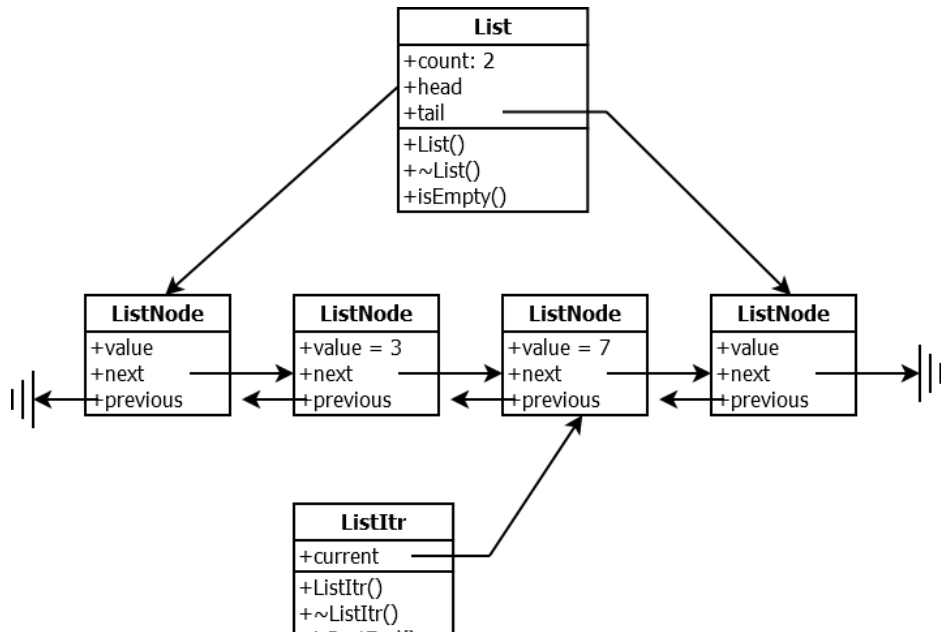 List
+count: 2
+head
+tail
+List()
+~List()
+isEmpty()
ListNode
+value
+next
+previous
ListNode
+value = 3
+next
+previous
ListNode
+value = 7
+next
+previous
ListNode
+value
+next
+previous
ListItr
+current
+ListItr()
+~ListItr()